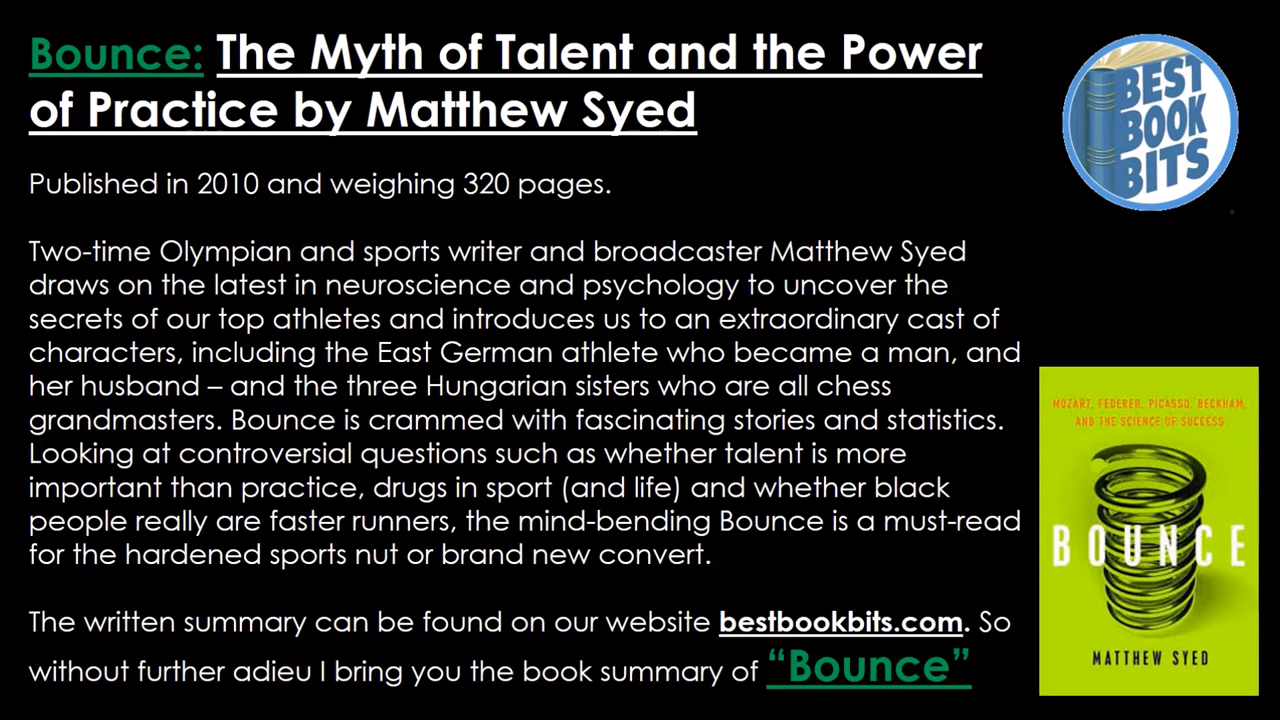 Bounce: The Myth of Talent and the Power
of Practice by Matthew Syed
BEST
BOOK
BITS
Published in 2010 and weighing 320 pages.
Two-time Olympian and sports writer and broadcaster Matthew Syed
draws on the latest in neuroscience and psychology to uncover the
secrets of our top athletes and introduces us to an extraordinary cast of
characters, including the East German athlete who became a man, and
her husband – and the three Hungarian sisters who are all chess
grandmasters. Bounce is crammed with fascinating stories and statistics.
Looking at controversial questions such as whether talent is more
important than practice, drugs in sport (and life) and whether black
people really are faster runners, the mind-bending Bounce is a must-read
for the hardened sports nut or brand new convert.
The written summary can be found on our website bestbookbits.com. So
without further adieu I bring you the book summary of “Bounce”
MOZART, FEDERER, PICASSO, BECKHAM,
AND THE SCIENCE OF SUCCESS
BOUNCE
MATTHEW SYED